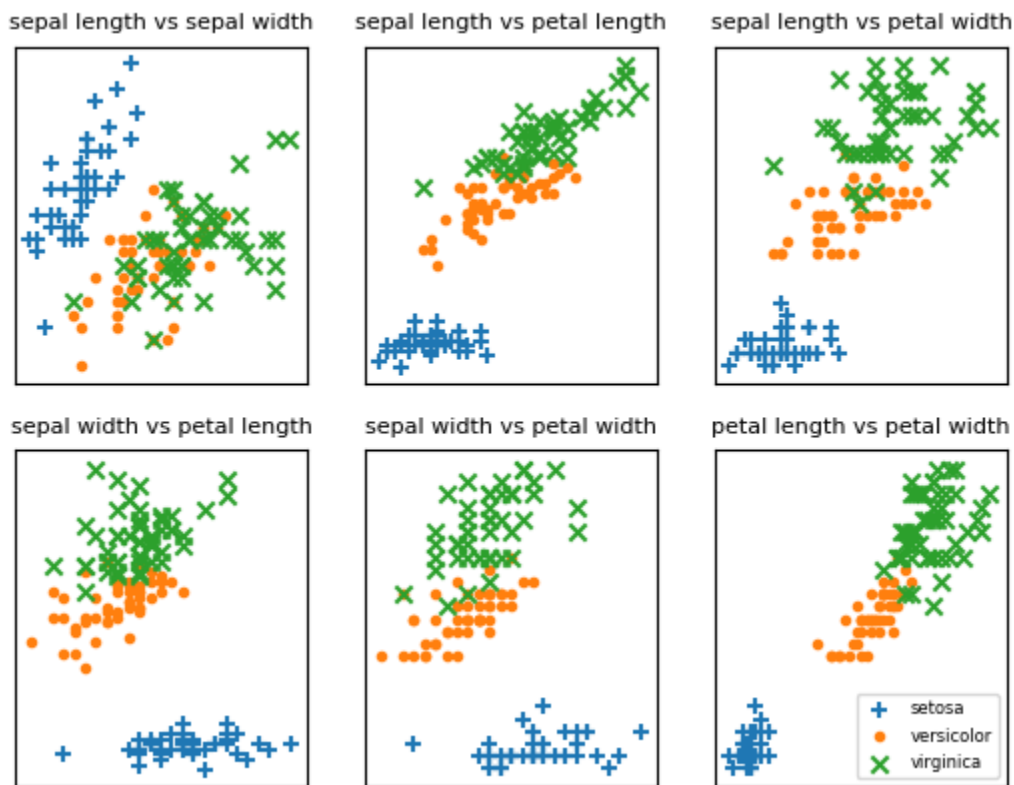 sepal length vs sepal width
sepal length vs petal length
sepal length vs petal width
sepal width vs petal length
sepal width vs petal width
petal length vs petal width
setosa
versicolor
virginica